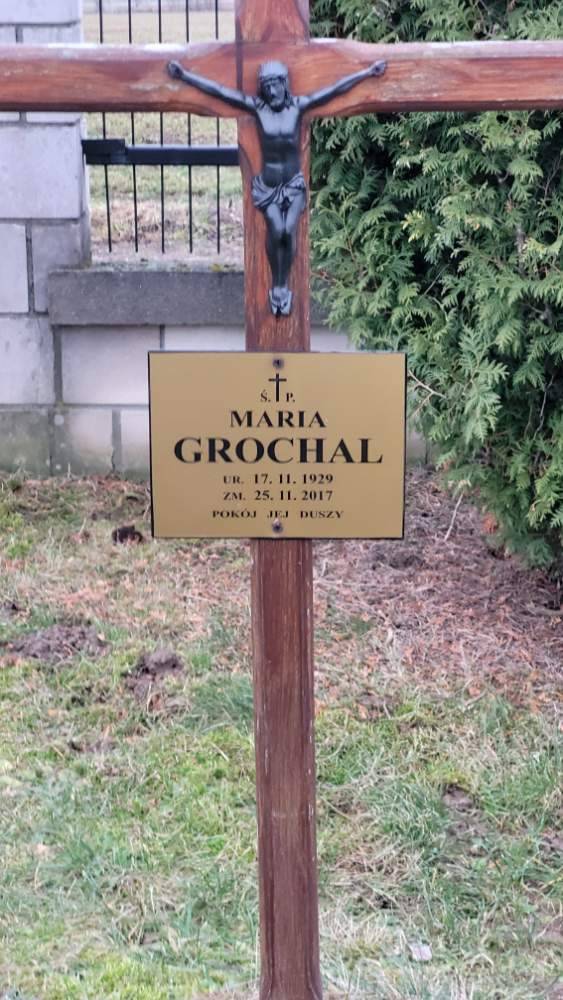 Ś. P.
MARIA
GROCHAL
UR. 17. 11. 1929
ZM. 25. 11. 2017
POKÓJ JEJ DUSZY